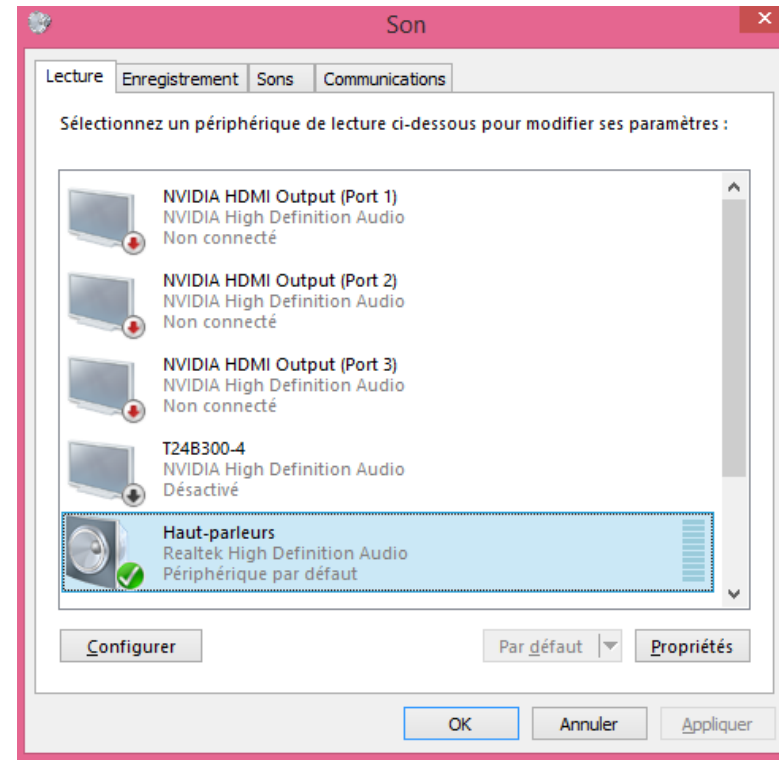 Son
Lecture Enregistrement Sons Communications
Sélectionnez un périphérique de lecture ci-dessous pour modifier ses paramètres :
NVIDIA HDMI Output (Port 1)
NVIDIA High Definition Audio
Non connecté
NVIDIA HDMI Output (Port 2)
NVIDIA High Definition Audio
Non connecté
NVIDIA HDMI Output (Port 3)
NVIDIA High Definition Audio
Non connecté
T24B300-4
NVIDIA High Definition Audio
Désactivé
Haut-parleurs
Realtek High Definition Audio
Périphérique par défaut
Configurer Par défaut Propriétés
OK Annuler Appliquer